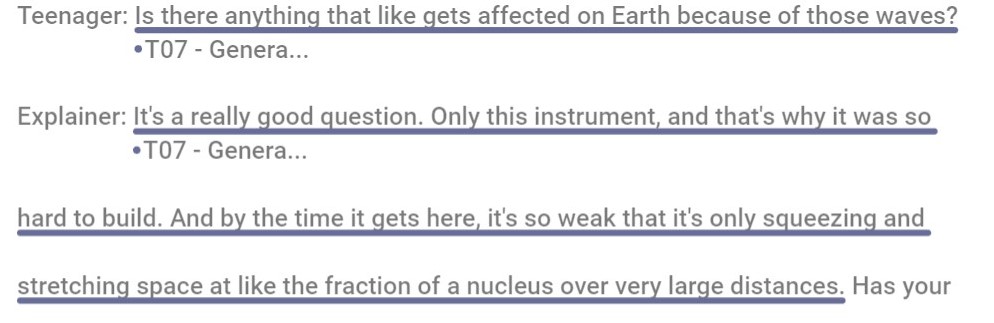 Teenager: Is there anything that like gets affected on Earth because of those waves?
•T07 - Genera...
Explainer: It's a really good question. Only this instrument, and that's why it was so
•T07 - Genera...
hard to build. And by the time it gets here, it's so weak that it's only squeezing and
stretching space at like the fraction of a nucleus over very large distances. Has your